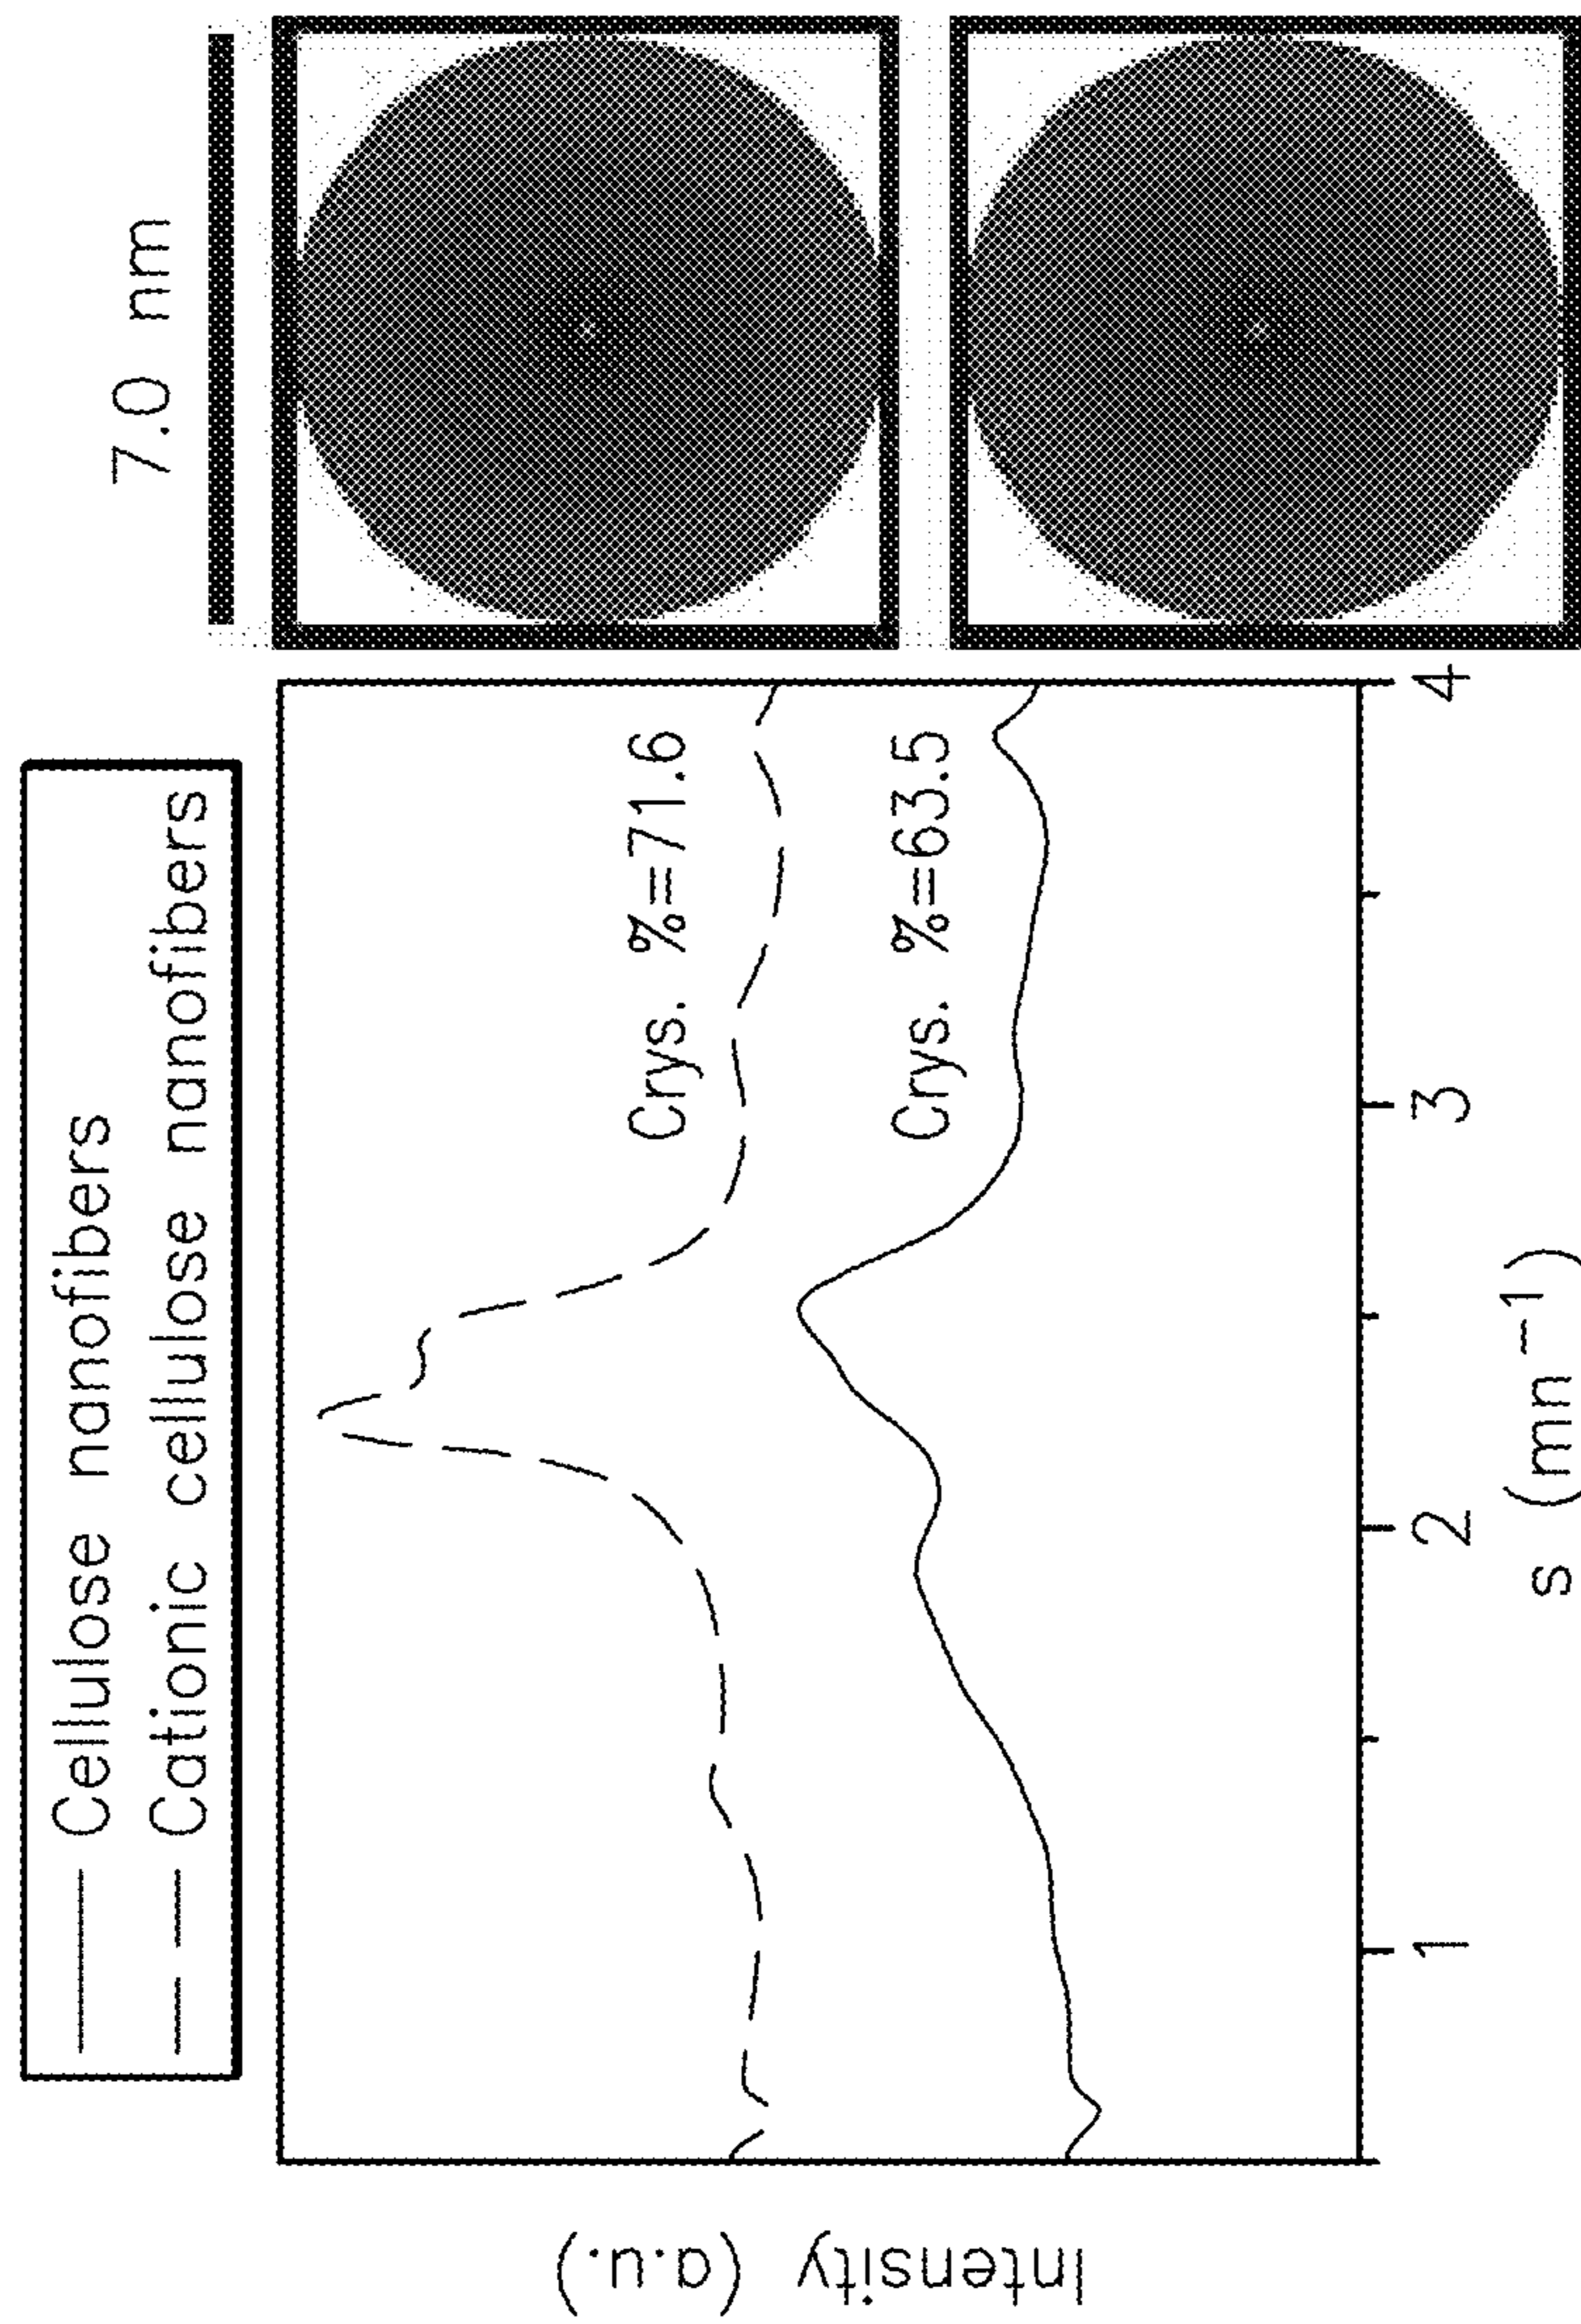 Cellulose nanofibers
Cationic cellulose nanofibers
7.0 nm
Crys. %=71.6
Crys. %=63.5
Intensity (a.u.)
1 2 3 4
s (mn⁻¹)